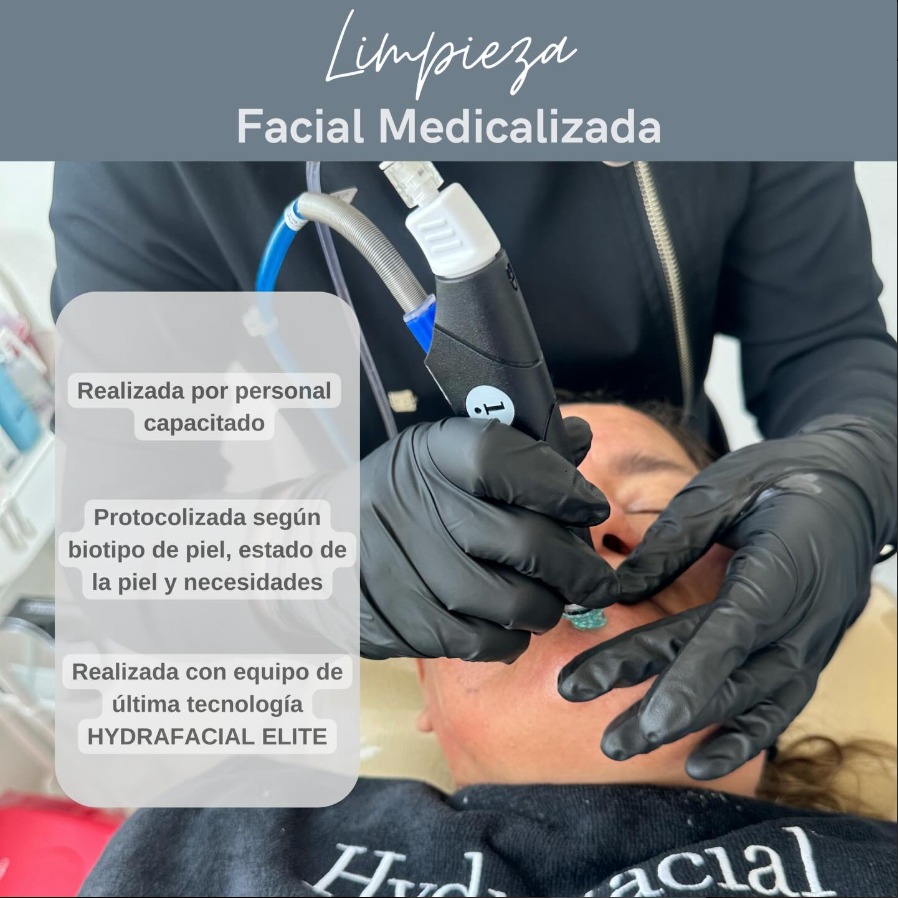 Limpieza
Facial Medicalizada
Realizada por personal
capacitado
Protocolizada según
biotipo de piel, estado de
la piel y necesidades
Realizada con equipo de
última tecnología
HYDRAFACIAL ELITE